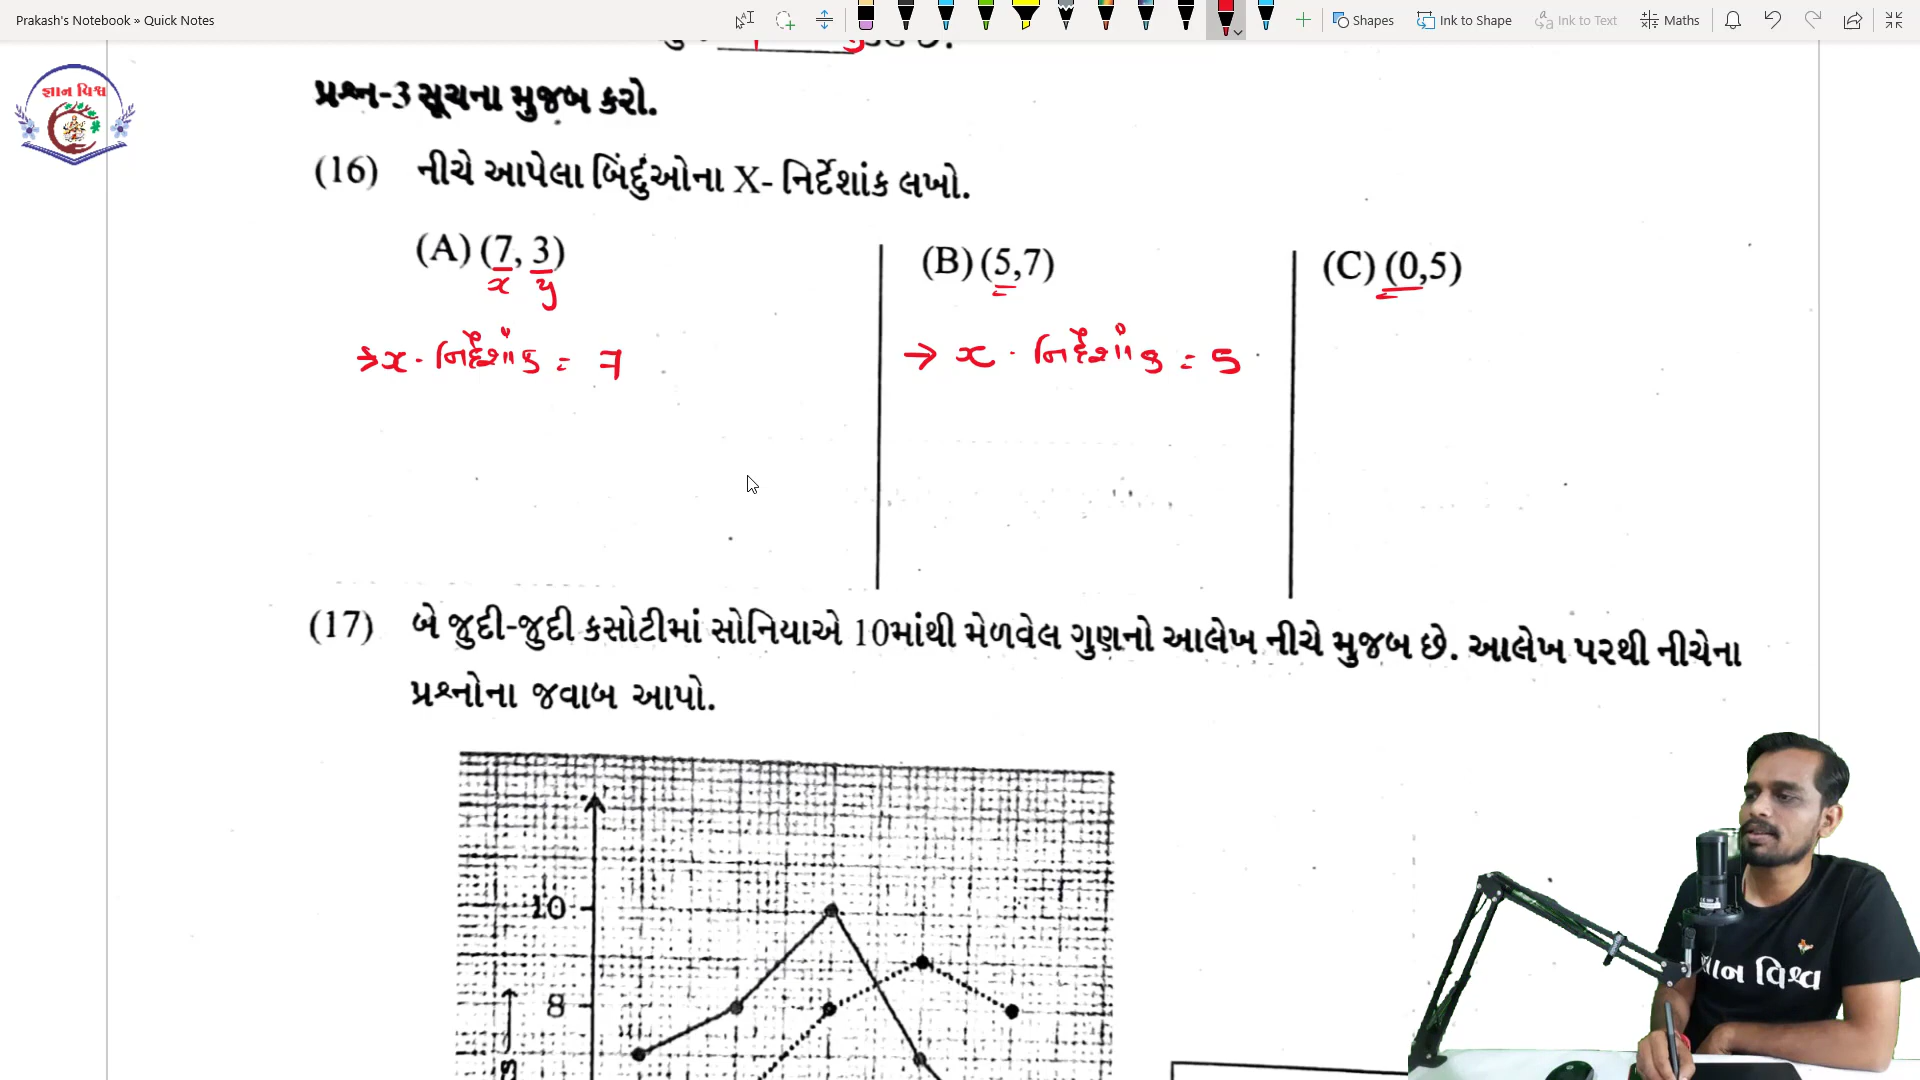 Prakash's Notebook » Quick Notes
Shapes
Ink to Shape
Ink to Text
Maths
જ્ઞાન વિશ્વ
પ્રશ્ન-3 સૂચના મુજબ કરો.
(16) નીચે આપેલા બિંદુઓના X- નિર્દેશાંક લખો.
(A) (7, 3)
x y
→ x - નિર્દેશાંક = 7
(B) (5,7)
→ x - નિર્દેશાંક = 5
(C) (0,5)
(17) બે જુદી-જુદી કસોટીમાં સોનિયાએ 10માંથી મેળવેલ ગુણનો આલેખ નીચે મુજબ છે. આલેખ પરથી નીચેના
પ્રશ્નોના જવાબ આપો.
10
8
જ્ઞાન વિશ્વ